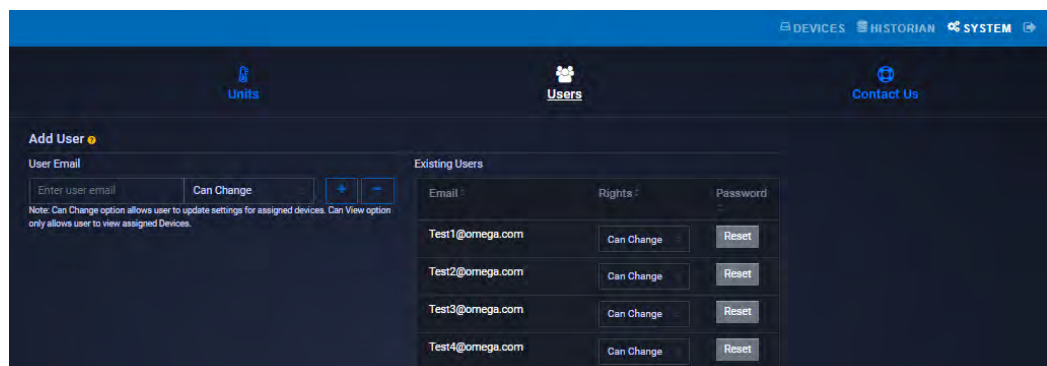 DEVICES HISTORIAN SYSTEM
Units Users Contact Us
Add User
User Email
Enter user email Can Change + −
Note: Can Change option allows user to update settings for assigned devices. Can View option
only allows user to view assigned Devices.
Existing Users
Email Rights Password
Test1@omega.com Can Change Reset
Test2@omega.com Can Change Reset
Test3@omega.com Can Change Reset
Test4@omega.com Can Change Reset